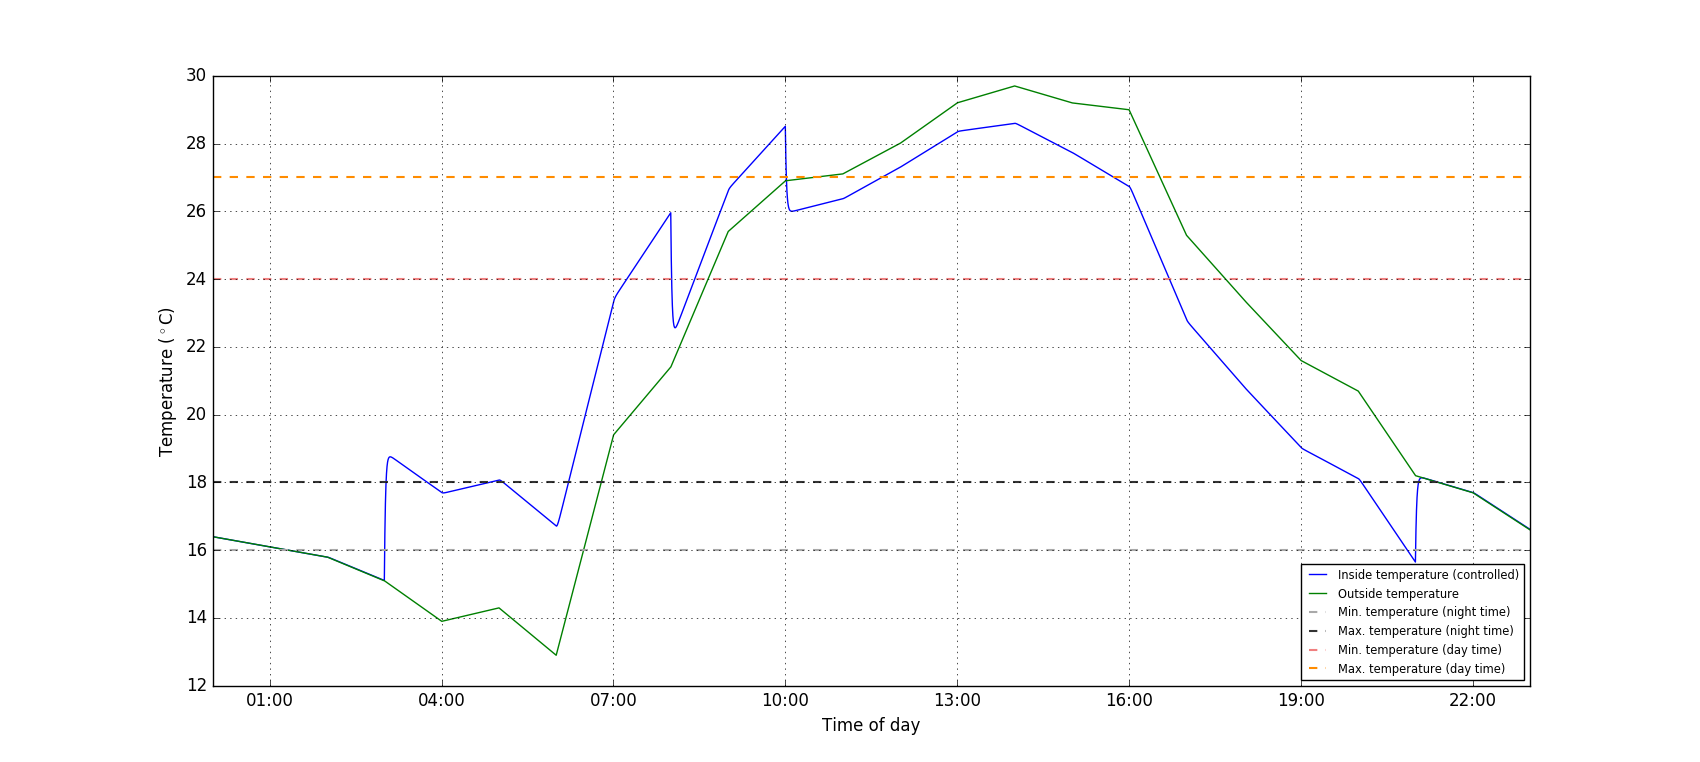 30
28
26
24
22
20
18
16
14
12
Temperature (°C)
01:00 04:00 07:00 10:00 13:00 16:00 19:00 22:00
Time of day
Inside temperature (controlled)
Outside temperature
Min. temperature (night time)
Max. temperature (night time)
Min. temperature (day time)
Max. temperature (day time)